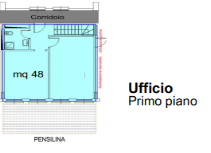 Corridoio
mq 48
Ufficio
Primo piano
PENSILINA